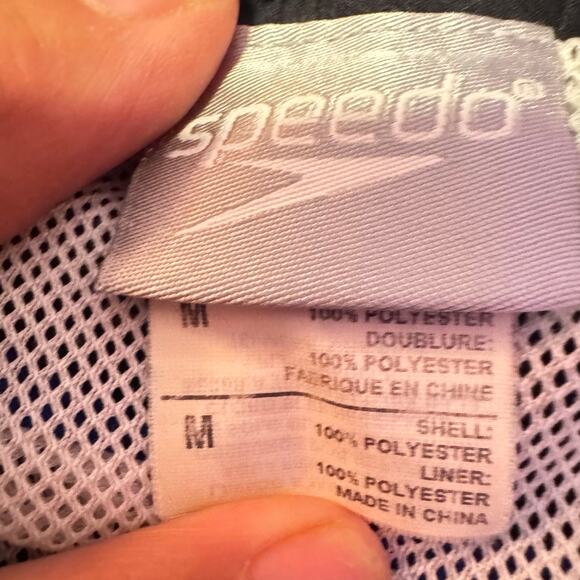 speedo®
M
100% POLYESTER
DOUBLURE:
100% POLYESTER
FABRIQUE EN CHINE
M
SHELL:
100% POLYESTER
LINER:
100% POLYESTER
MADE IN CHINA